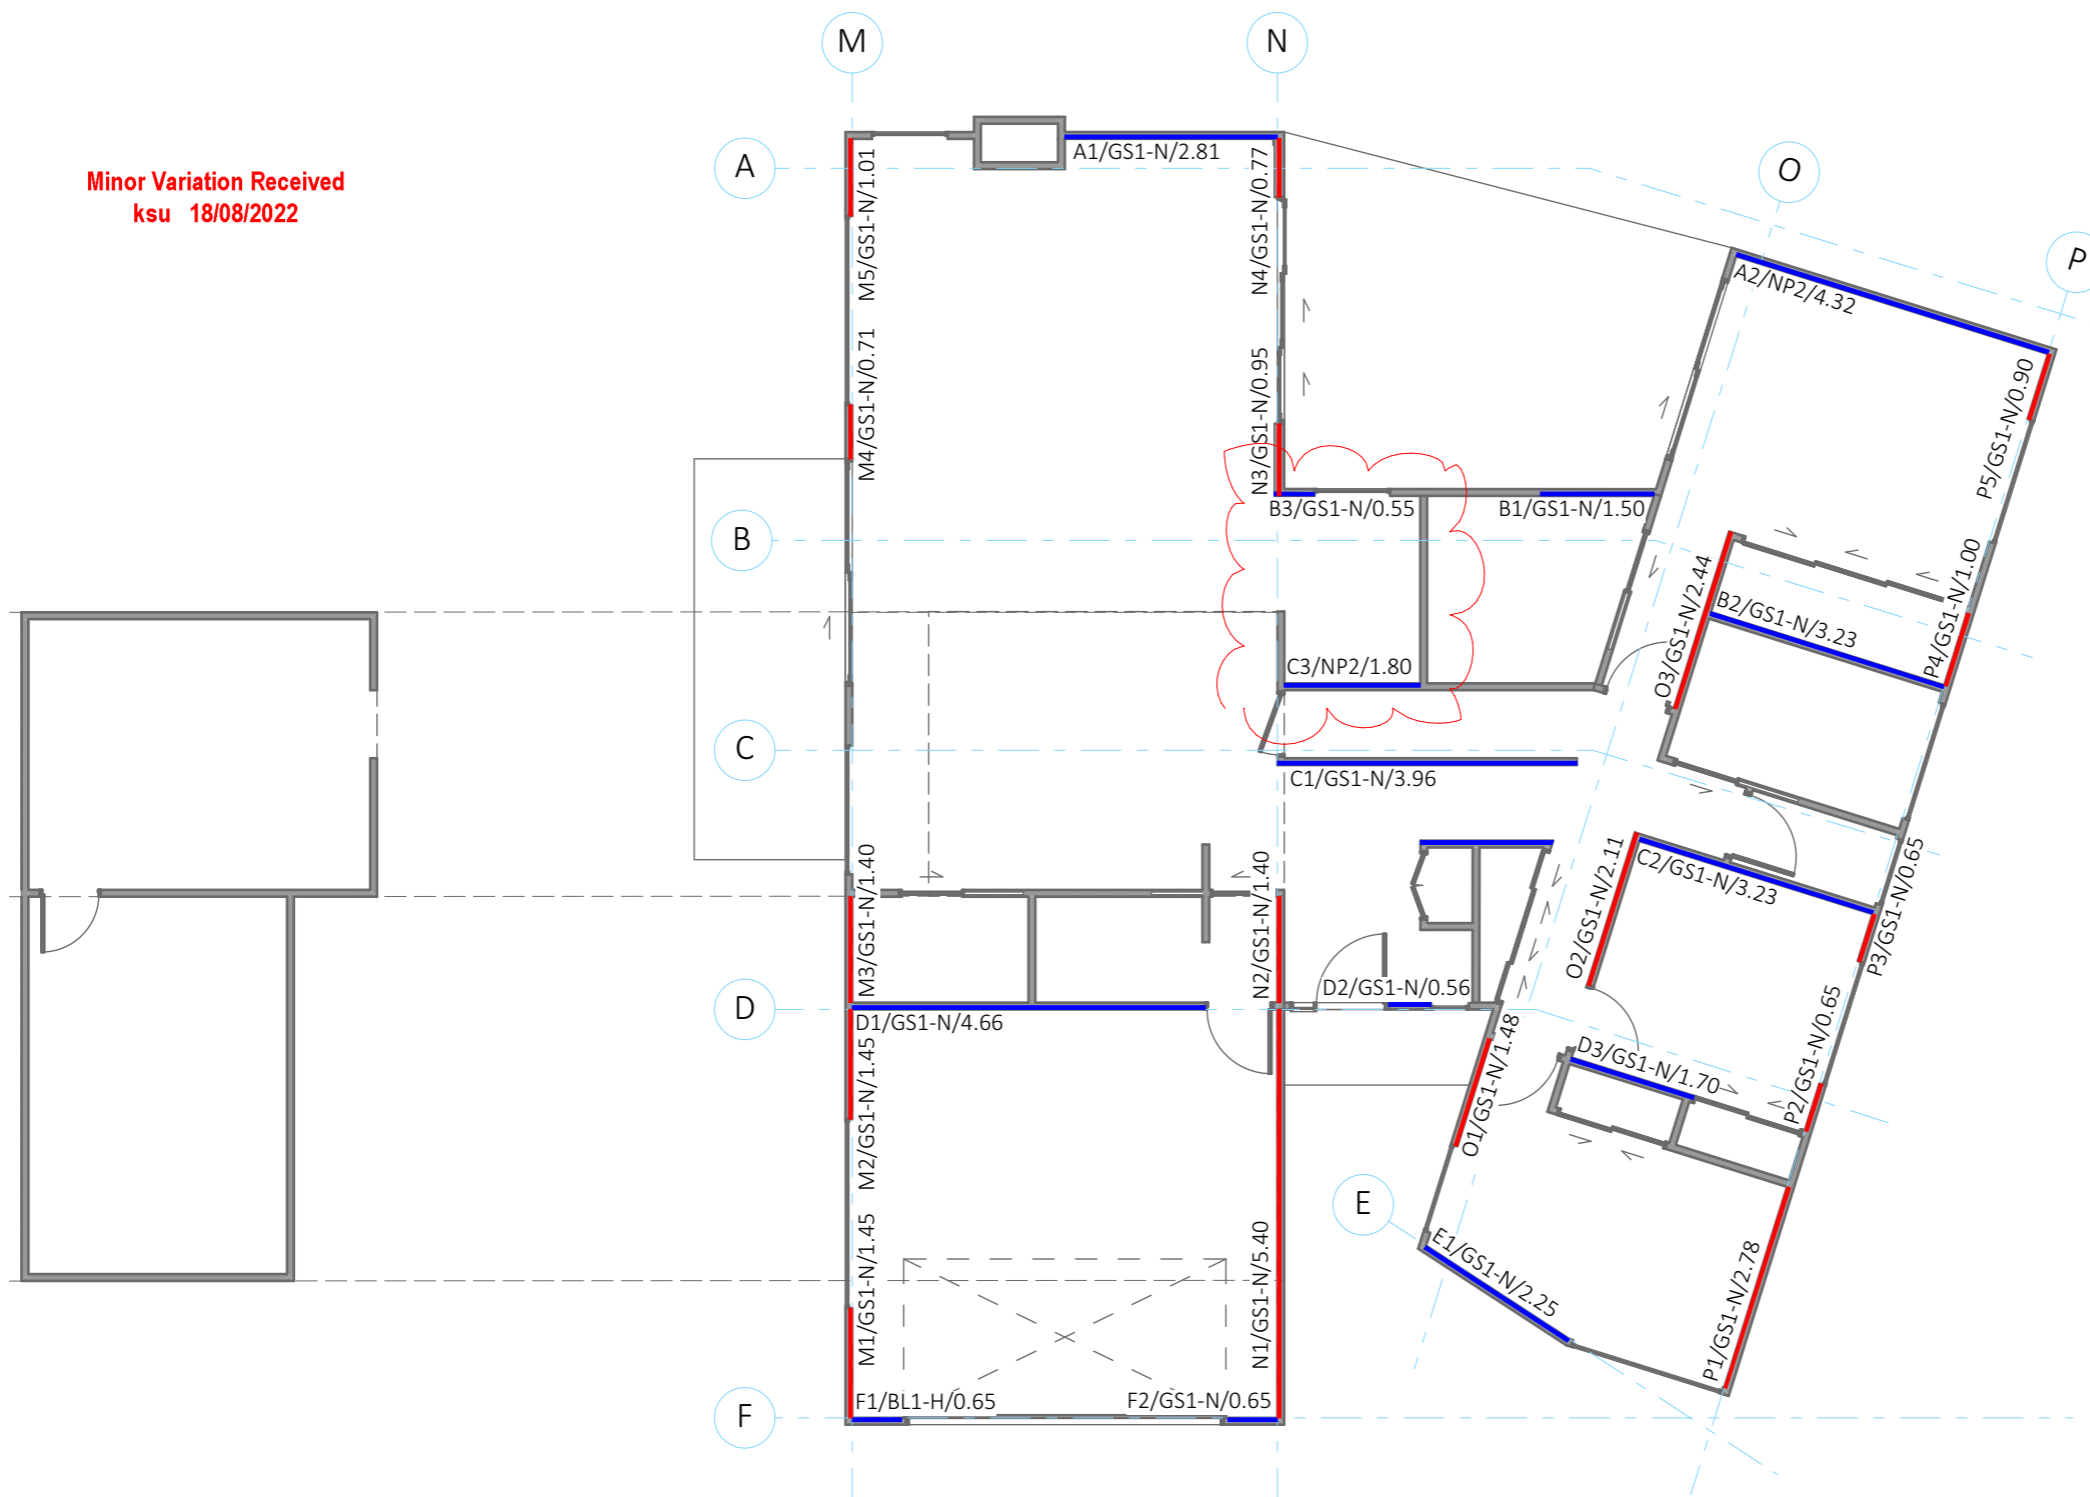 M
N
A
O
P
Minor Variation Received
ksu 18/08/2022
A1/GS1-N/2.81
M5/GS1-N/1.01
N4/GS1-N/0.77
A2/NP2/4.32
M4/GS1-N/0.71
N3/GS1-N/0.95
P5/GS1-N/0.90
B
B3/GS1-N/0.55
B1/GS1-N/1.50
O3/GS1-N/2.44
B2/GS1-N/3.23
P4/GS1-N/1.00
C3/NP2/1.80
C
C1/GS1-N/3.96
M3/GS1-N/1.40
N2/GS1-N/1.40
O2/GS1-N/2.11
C2/GS1-N/3.23
P3/GS1-N/0.65
D
D1/GS1-N/4.66
D2/GS1-N/0.56
M2/GS1-N/1.45
O1/GS1-N/1.48
D3/GS1-N/1.70
P2/GS1-N/0.65
E
E1/GS1-N/2.25
M1/GS1-N/1.45
N1/GS1-N/5.40
P1/GS1-N/2.78
F
F1/BL1-H/0.65
F2/GS1-N/0.65